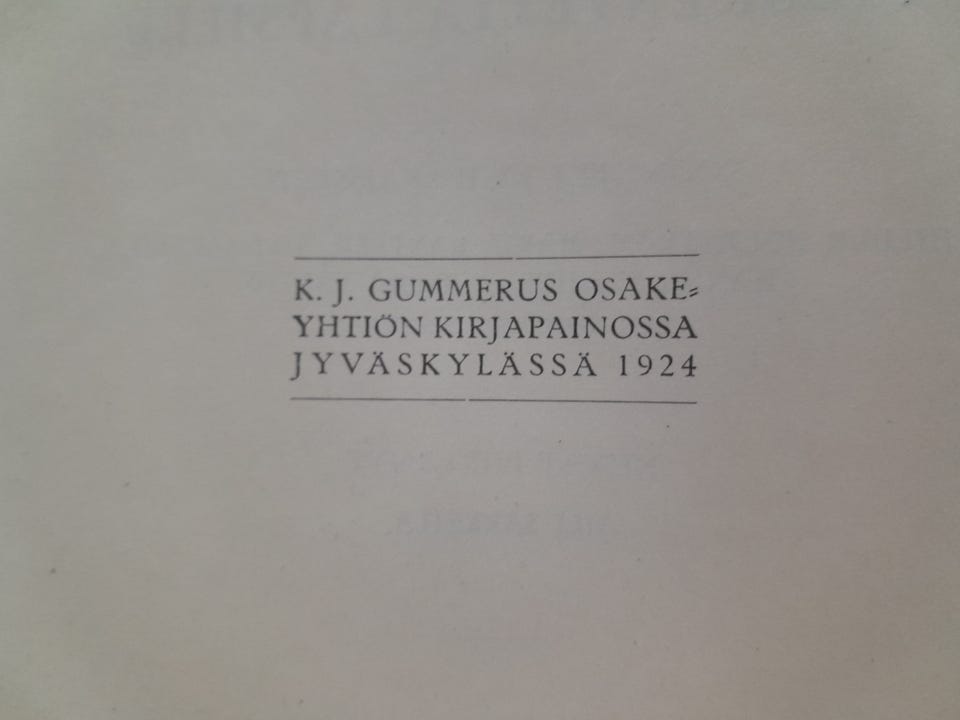 K. J. GUMMERUS OSAKE=
YHTIÖN KIRJAPAINOSSA
JYVÄSKYLÄSSÄ 1924